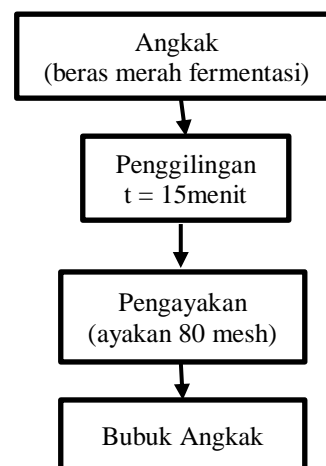 Angkak
(beras merah fermentasi)
Penggilingan
t = 15menit
Pengayakan
(ayakan 80 mesh)
Bubuk Angkak